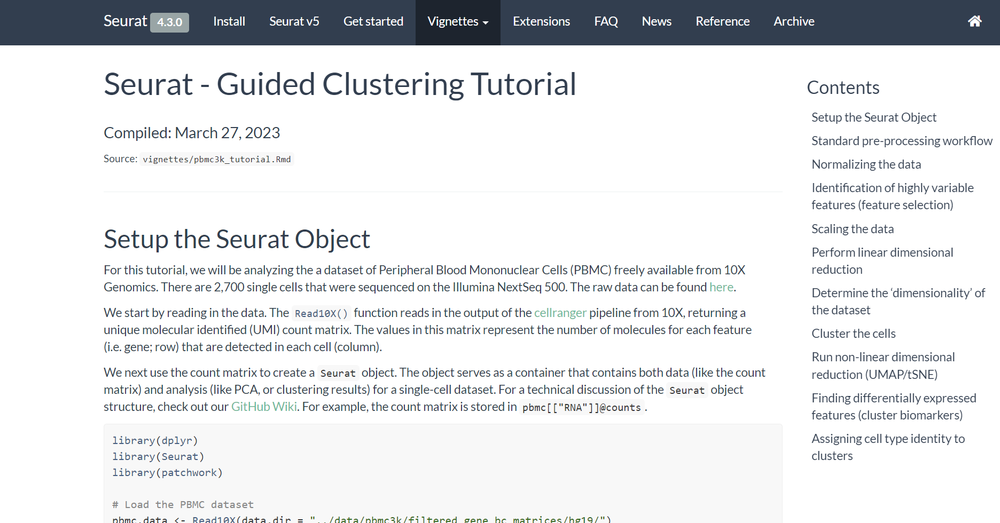 Seurat 4.3.0 Install Seurat v5 Get started Vignettes Extensions FAQ News Reference Archive
Seurat - Guided Clustering Tutorial
Compiled: March 27, 2023
Source: vignettes/pbmc3k_tutorial.Rmd
Setup the Seurat Object
For this tutorial, we will be analyzing the a dataset of Peripheral Blood Mononuclear Cells (PBMC) freely available from 10X
Genomics. There are 2,700 single cells that were sequenced on the Illumina NextSeq 500. The raw data can be found here.
We start by reading in the data. The Read10X() function reads in the output of the cellranger pipeline from 10X, returning a
unique molecular identified (UMI) count matrix. The values in this matrix represent the number of molecules for each feature
(i.e. gene; row) that are detected in each cell (column).
We next use the count matrix to create a Seurat object. The object serves as a container that contains both data (like the count
matrix) and analysis (like PCA, or clustering results) for a single-cell dataset. For a technical discussion of the Seurat object
structure, check out our GitHub Wiki. For example, the count matrix is stored in pbmc[["RNA"]]@counts.
library(dplyr)
library(Seurat)
library(patchwork)
# Load the PBMC dataset
pbmc.data <- Read10X(data.dir = "../data/pbmc3k/filtered_gene_bc_matrices/hg19/")
Contents
Setup the Seurat Object
Standard pre-processing workflow
Normalizing the data
Identification of highly variable
features (feature selection)
Scaling the data
Perform linear dimensional
reduction
Determine the ‘dimensionality’ of
the dataset
Cluster the cells
Run non-linear dimensional
reduction (UMAP/tSNE)
Finding differentially expressed
features (cluster biomarkers)
Assigning cell type identity to
clusters